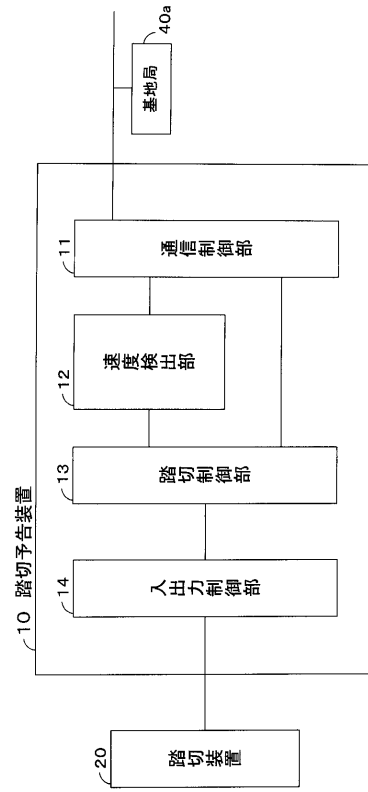 10 踏切予告装置
20
踏切装置
14
入出力制御部
13
踏切制御部
12
速度検出部
11
通信制御部
40a
基地局